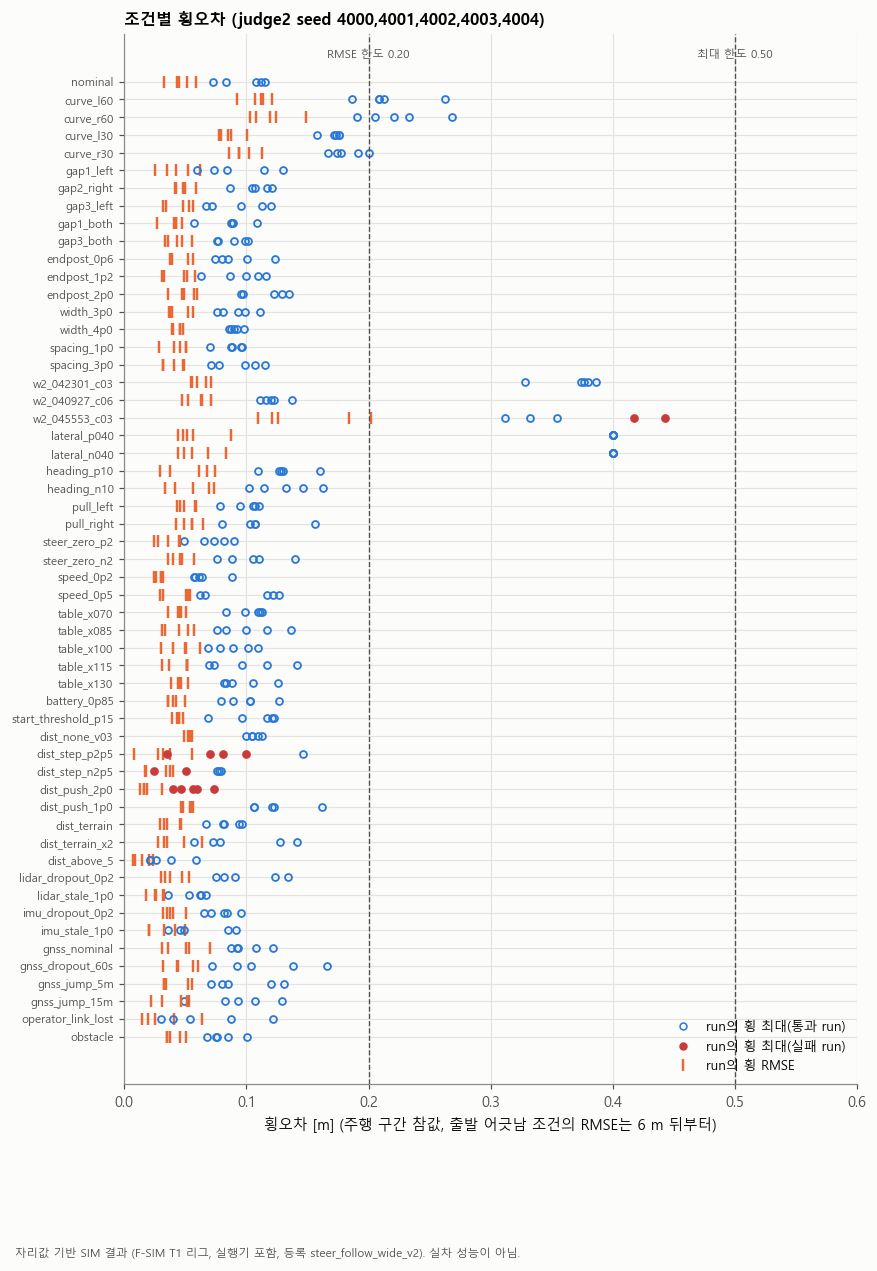 조건별 횡오차 (judge2 seed 4000,4001,4002,4003,4004)
RMSE 한도 0.20
최대 한도 0.50
nominal
curve_l60
curve_r60
curve_l30
curve_r30
gap1_left
gap2_right
gap3_left
gap1_both
gap3_both
endpost_0p6
endpost_1p2
endpost_2p0
width_3p0
width_4p0
spacing_1p0
spacing_3p0
w2_042301_c03
w2_040927_c06
w2_045553_c03
lateral_p040
lateral_n040
heading_p10
heading_n10
pull_left
pull_right
steer_zero_p2
steer_zero_n2
speed_0p2
speed_0p5
table_x070
table_x085
table_x100
table_x115
table_x130
battery_0p85
start_threshold_p15
dist_none_v03
dist_step_p2p5
dist_step_n2p5
dist_push_2p0
dist_push_1p0
dist_terrain
dist_terrain_x2
dist_above_5
lidar_dropout_0p2
lidar_stale_1p0
imu_dropout_0p2
imu_stale_1p0
gnss_nominal
gnss_dropout_60s
gnss_jump_5m
gnss_jump_15m
operator_link_lost
obstacle
run의 횡 최대(통과 run)
run의 횡 최대(실패 run)
run의 횡 RMSE
0.0 0.1 0.2 0.3 0.4 0.5 0.6
횡오차 [m] (주행 구간 참값, 출발 어긋남 조건의 RMSE는 6 m 뒤부터)
자리값 기반 SIM 결과 (F-SIM T1 리그, 실행기 포함, 등록 steer_follow_wide_v2). 실차 성능이 아님.